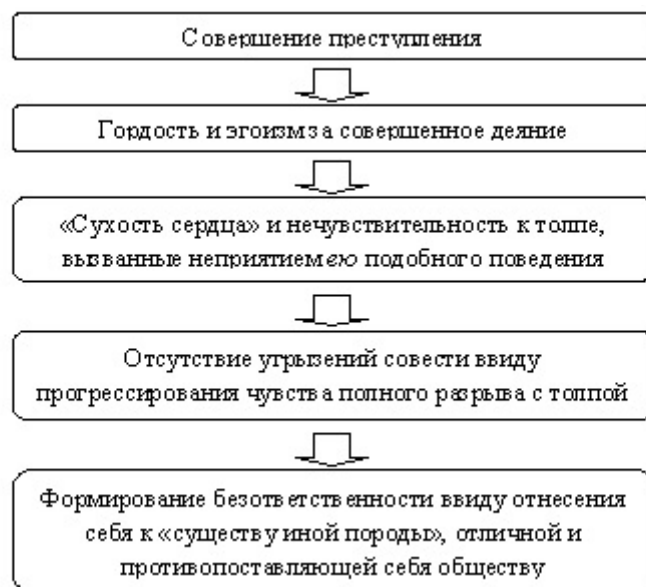 Совершение преступления
Гордость и эгоизм за совершенное деяние
«Сухость сердца» и нечувствительность к толпе,
вызванные неприятием ею подобного поведения
Отсутствие угрызений совести ввиду
прогрессирования чувства полного разрыва с толпой
Формирование безответственности ввиду отнесения
себя к «существу иной породы», отличной и
противопоставляющей себя обществу